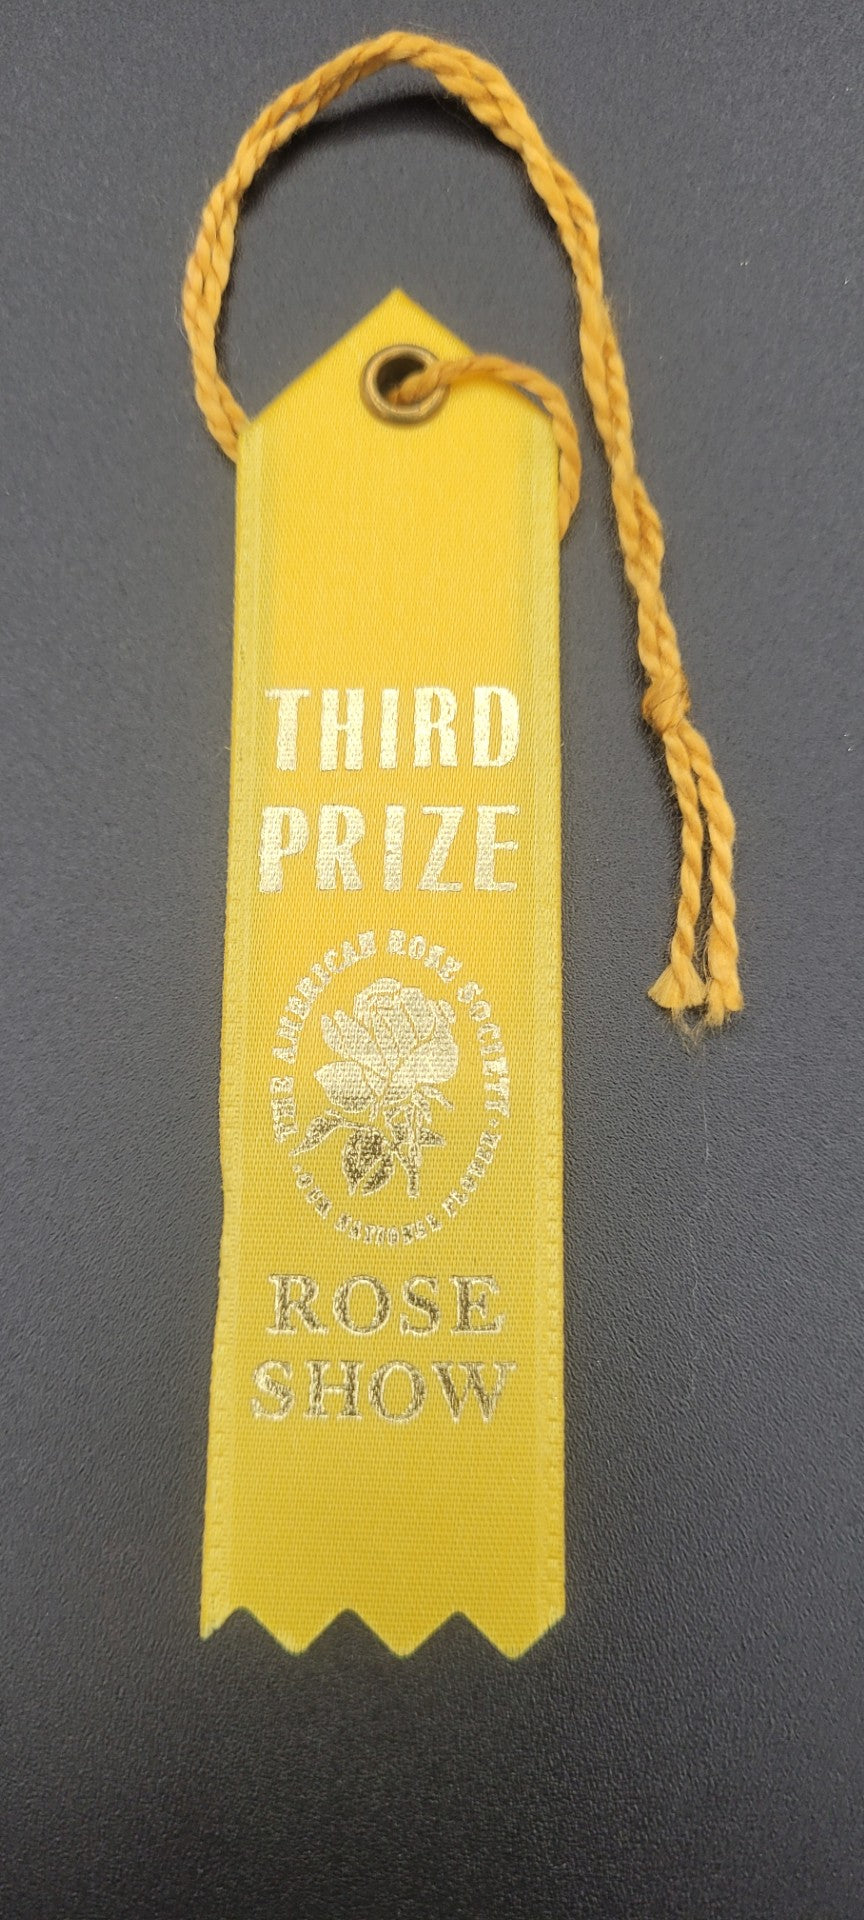 THIRD
PRIZE
THE AMERICAN ROSE SOCIETY
· OUR NATIONAL FLOWER ·
ROSE
SHOW